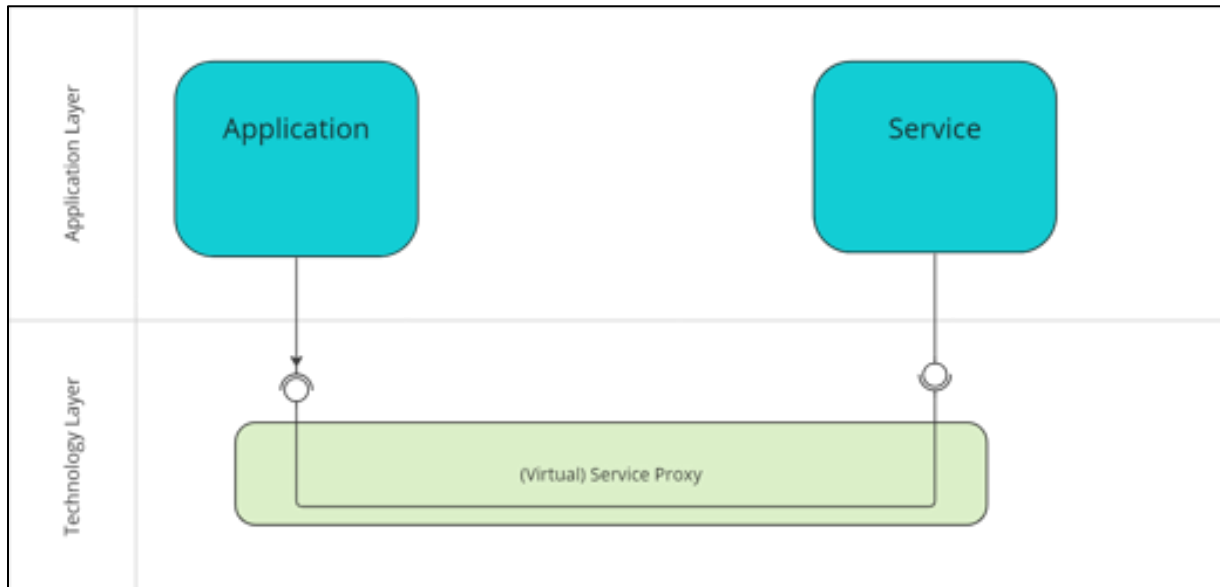 Application Layer
Application
Service
Technology Layer
(Virtual) Service Proxy